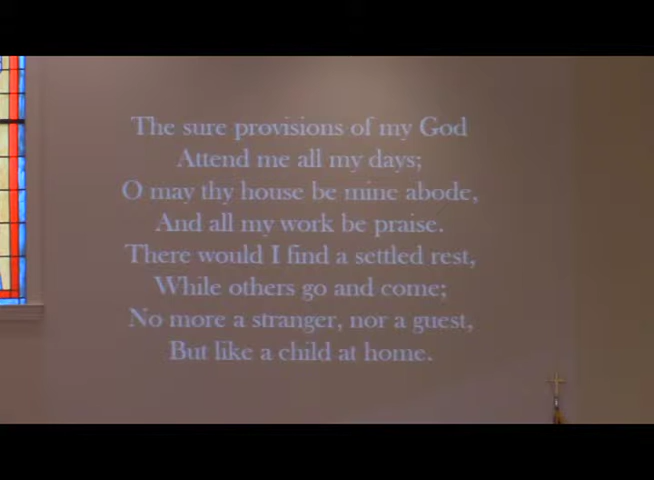 The sure provisions of my God
Attend me all my days;
O may thy house be mine abode,
And all my work be praise.
There would I find a settled rest,
While others go and come;
No more a stranger, nor a guest,
But like a child at home.